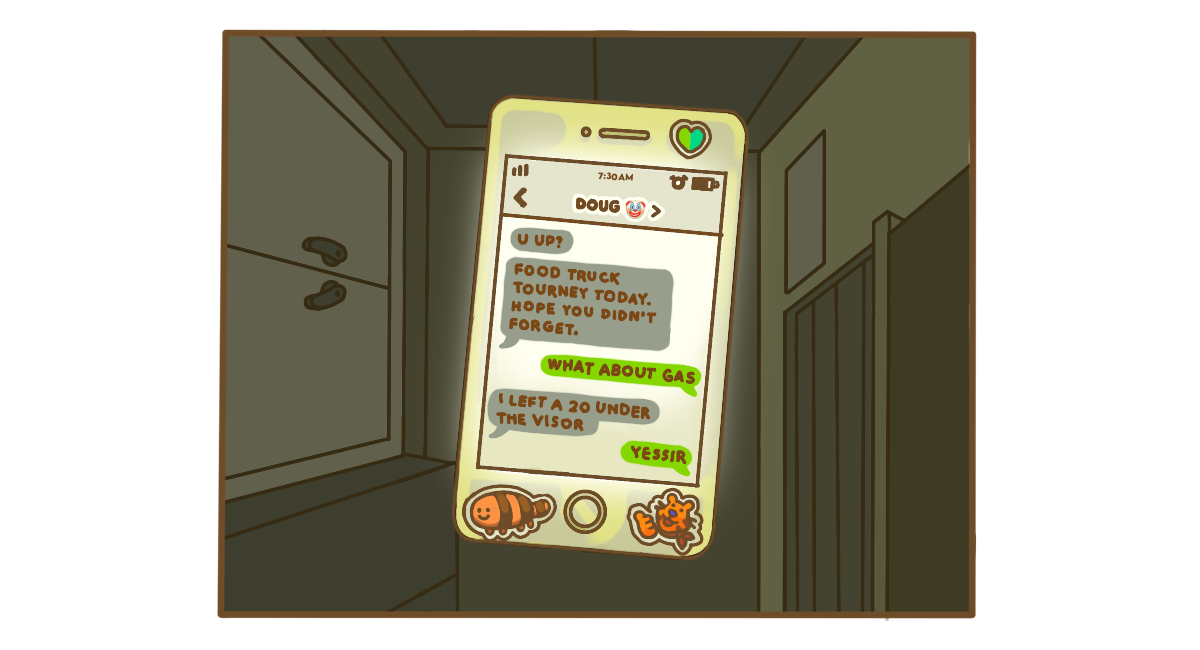 7:30AM
DOUG 🤡
U UP?
FOOD TRUCK
TOURNEY TODAY.
HOPE YOU DIDN'T
FORGET.
WHAT ABOUT GAS
I LEFT A 20 UNDER
THE VISOR
YESSIR